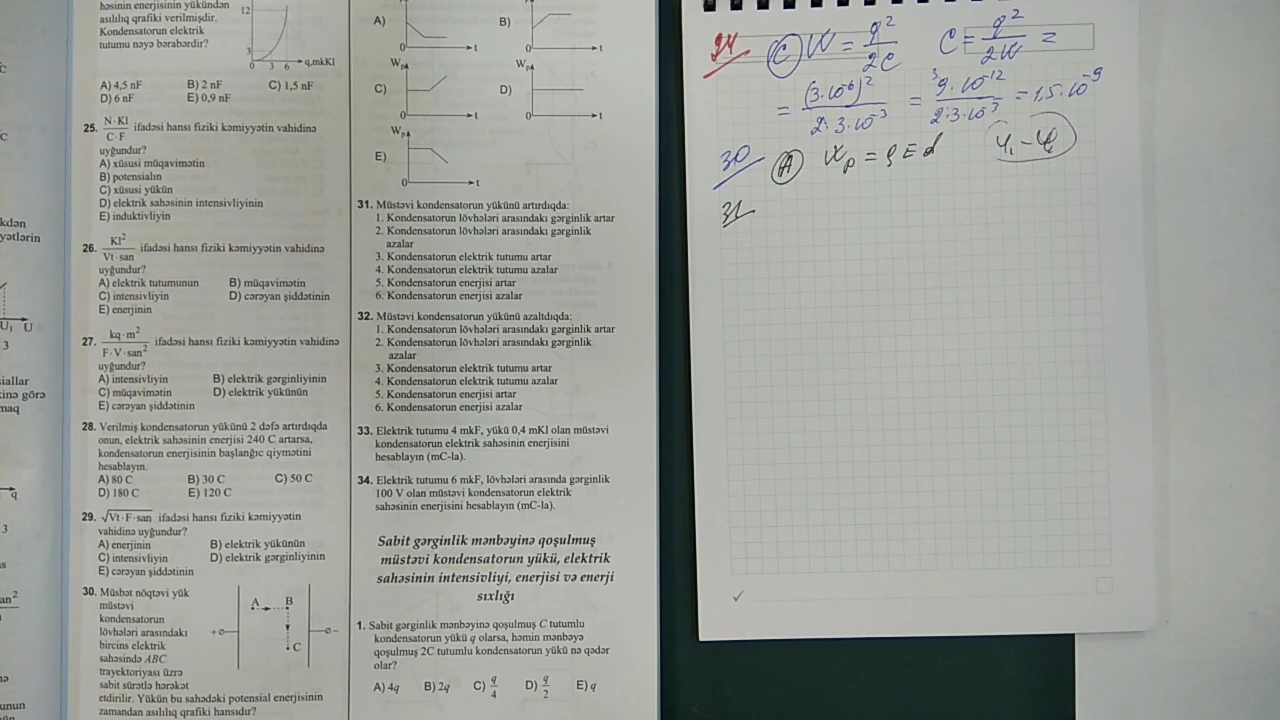 həsinin enerjisinin yükündən
asılılıq qrafiki verilmişdir.
Kondensatorun elektrik
tutumu nəyə bərabərdir?
12
3
0 3 6 q,mkKl
A) 4,5 nF B) 2 nF C) 1,5 nF
D) 6 nF E) 0,9 nF
25. N·Kl / C·F ifadəsi hansı fiziki kəmiyyətin vahidinə
uyğundur?
A) xüsusi müqavimətin
B) potensialın
C) xüsusi yükün
D) elektrik sahəsinin intensivliyinin
E) induktivliyin
26. Kl² / Vt·san ifadəsi hansı fiziki kəmiyyətin vahidinə
uyğundur?
A) elektrik tutumunun B) müqavimətin
C) intensivliyin D) cərəyan şiddətinin
E) enerjinin
27. kq·m² / F·V·san² ifadəsi hansı fiziki kəmiyyətin vahidinə
uyğundur?
A) intensivliyin B) elektrik gərginliyinin
C) müqavimətin D) elektrik yükünün
E) cərəyan şiddətinin
28. Verilmiş kondensatorun yükünü 2 dəfə artırdıqda
onun, elektrik sahəsinin enerjisi 240 C artarsa,
kondensatorun enerjisinin başlanğıc qiymətini
hesablayın.
A) 80 C B) 30 C C) 50 C
D) 180 C E) 120 C
29. √Vt·F·san ifadəsi hansı fiziki kəmiyyətin
vahidinə uyğundur?
A) enerjinin B) elektrik yükünün
C) intensivliyin D) elektrik gərginliyinin
E) cərəyan şiddətinin
30. Müsbət nöqtəvi yük
müstəvi
kondensatorun
lövhələri arasındakı
bircins elektrik
sahəsində ABC
trayektoriyası üzrə
sabit sürətlə hərəkət
etdirilir. Yükün bu sahədəki potensial enerjisinin
zamandan asılılıq qrafiki hansıdır?
A B
C
+ −
A) 0 t B) 0 t
C) Wp 0 t D) Wp 0 t
E) Wp 0 t
31. Müstəvi kondensatorun yükünü artırdıqda:
1. Kondensatorun lövhələri arasındakı gərginlik artar
2. Kondensatorun lövhələri arasındakı gərginlik
azalar
3. Kondensatorun elektrik tutumu artar
4. Kondensatorun elektrik tutumu azalar
5. Kondensatorun enerjisi artar
6. Kondensatorun enerjisi azalar
32. Müstəvi kondensatorun yükünü azaltdıqda:
1. Kondensatorun lövhələri arasındakı gərginlik artar
2. Kondensatorun lövhələri arasındakı gərginlik
azalar
3. Kondensatorun elektrik tutumu artar
4. Kondensatorun elektrik tutumu azalar
5. Kondensatorun enerjisi artar
6. Kondensatorun enerjisi azalar
33. Elektrik tutumu 4 mkF, yükü 0,4 mKl olan müstəvi
kondensatorun elektrik sahəsinin enerjisini
hesablayın (mC-la).
34. Elektrik tutumu 6 mkF, lövhələri arasında gərginlik
100 V olan müstəvi kondensatorun elektrik
sahəsinin enerjisini hesablayın (mC-la).
Sabit gərginlik mənbəyinə qoşulmuş
müstəvi kondensatorun yükü, elektrik
sahəsinin intensivliyi, enerjisi və enerji
sıxlığı
1. Sabit gərginlik mənbəyinə qoşulmuş C tutumlu
kondensatorun yükü q olarsa, həmin mənbəyə
qoşulmuş 2C tutumlu kondensatorun yükü nə qədər
olar?
A) 4q B) 2q C) q/4 D) q/2 E) q
24 C W = q²/2C C = q²/2W =
= (3·10⁻⁶)² / 2·3·10⁻³ = 9·10⁻¹² / 2·3·10⁻³ = 1,5·10⁻⁹
30 A Wp = qEd φ₁−φ₂
31